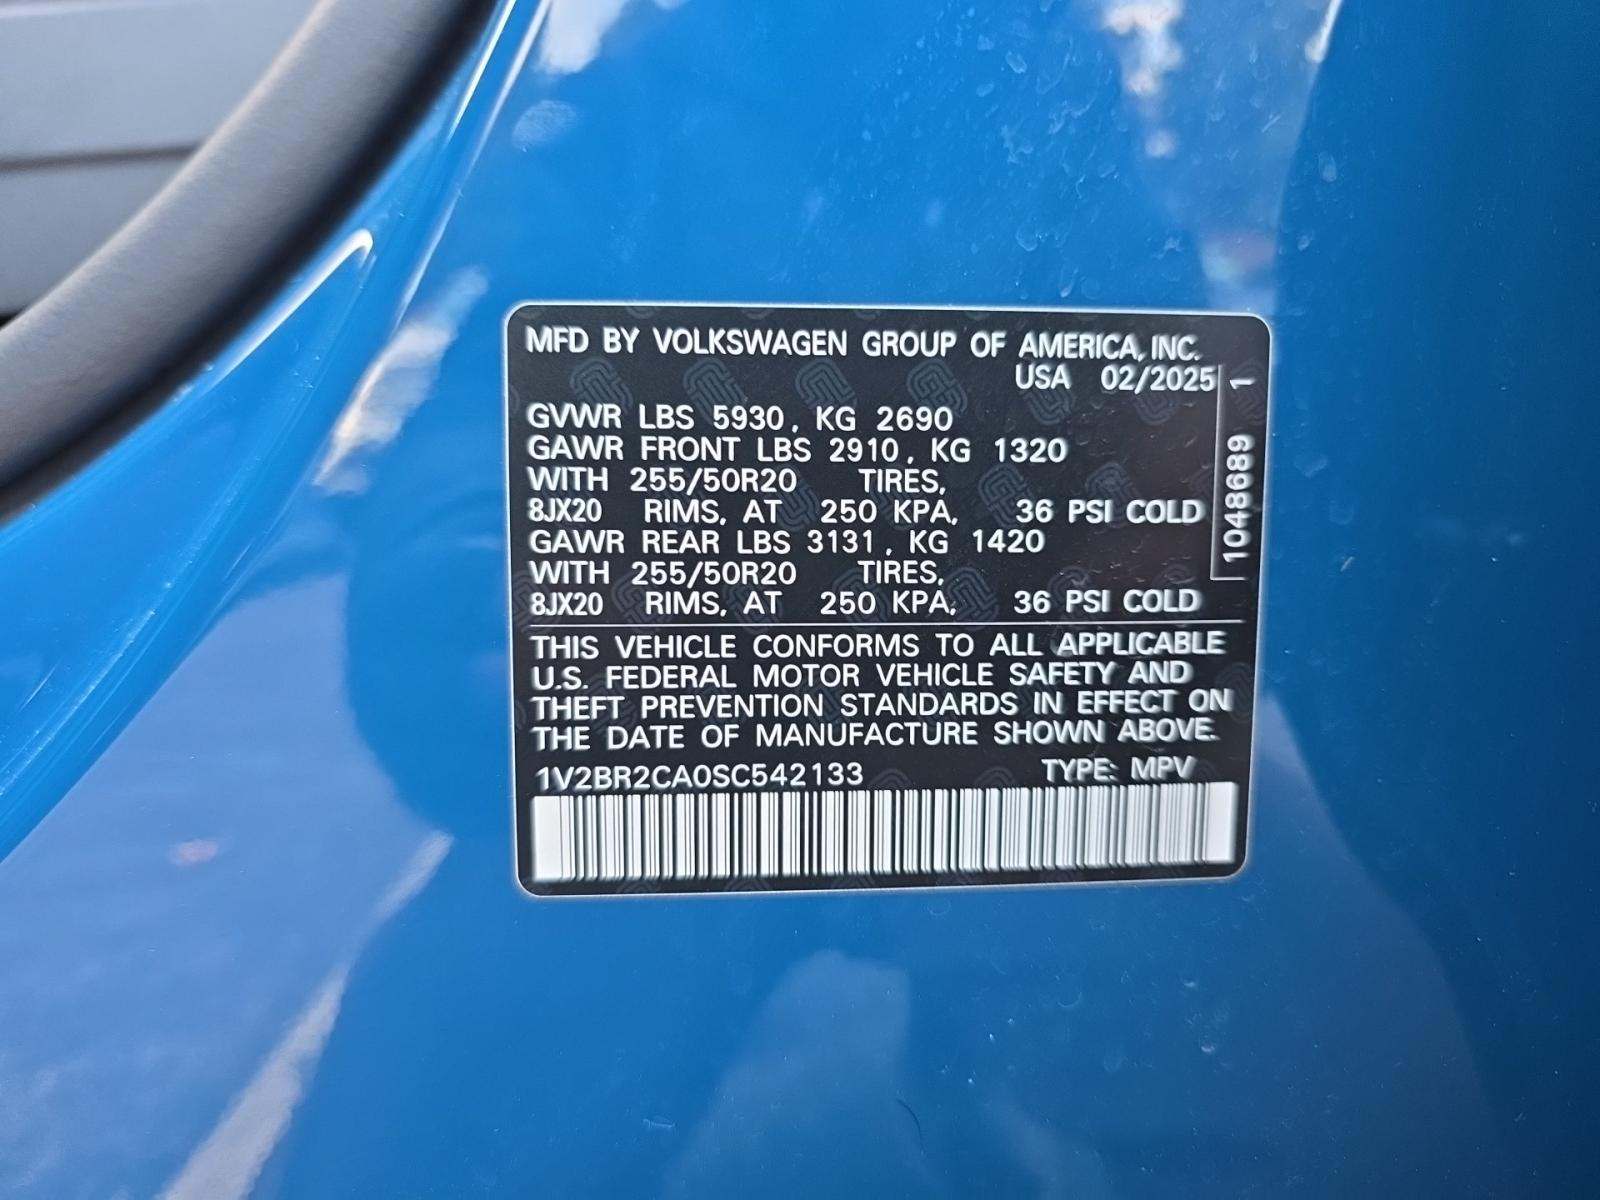 MFD BY VOLKSWAGEN GROUP OF AMERICA, INC.
USA 02/2025
GVWR LBS 5930, KG 2690
GAWR FRONT LBS 2910, KG 1320
WITH 255/50R20 TIRES,
8JX20 RIMS, AT 250 KPA, 36 PSI COLD
GAWR REAR LBS 3131, KG 1420
WITH 255/50R20 TIRES,
8JX20 RIMS, AT 250 KPA, 36 PSI COLD
1048689 1
THIS VEHICLE CONFORMS TO ALL APPLICABLE
U.S. FEDERAL MOTOR VEHICLE SAFETY AND
THEFT PREVENTION STANDARDS IN EFFECT ON
THE DATE OF MANUFACTURE SHOWN ABOVE.
1V2BR2CA0SC542133 TYPE: MPV